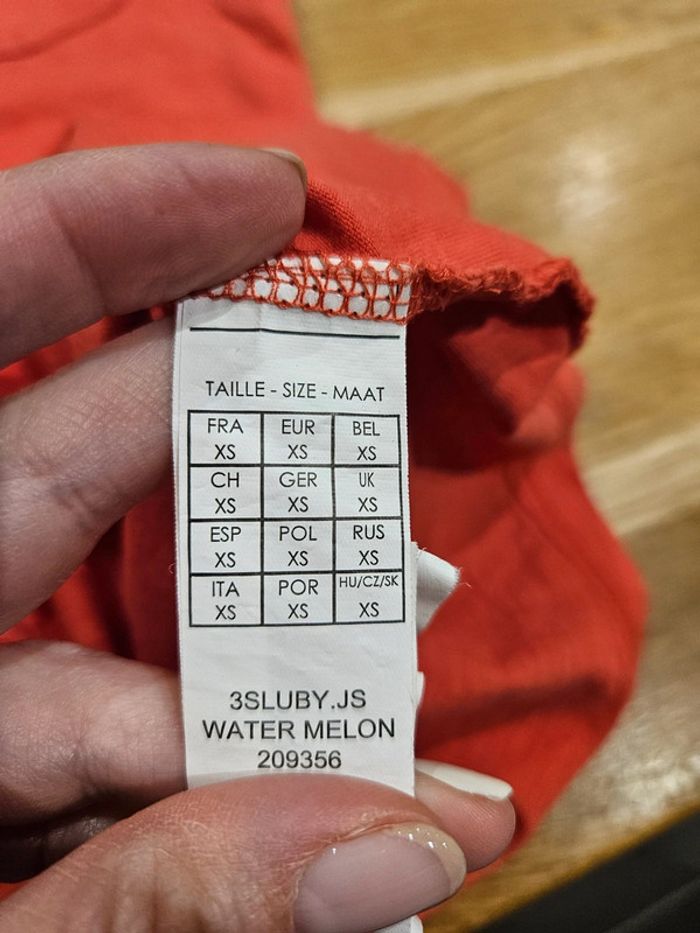 TAILLE - SIZE - MAAT
FRA EUR BEL
XS XS XS
CH GER UK
XS XS XS
ESP POL RUS
XS XS XS
ITA POR HU/CZ/SK
XS XS XS
3SLUBY.JS
WATER MELON
209356